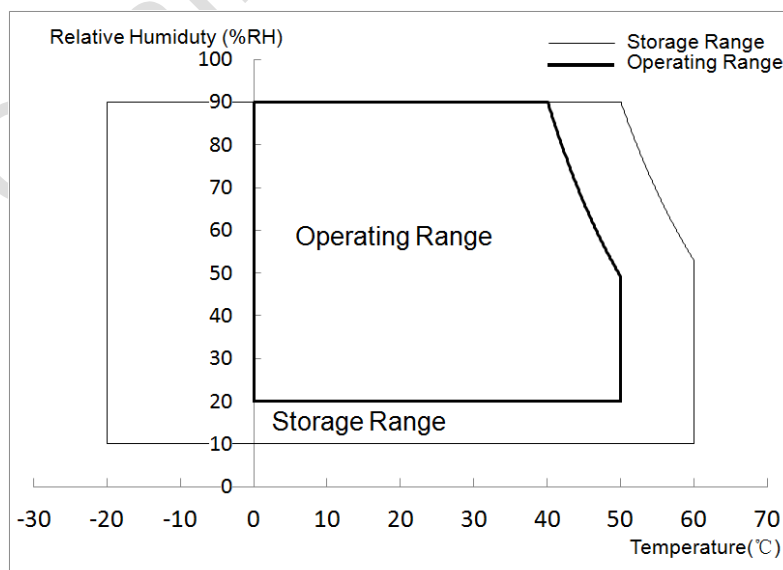 Relative Humiduty (%RH)
Storage Range
Operating Range
100
90
80
70
60
50
40
30
20
10
0
Operating Range
Storage Range
-30 -20 -10 0 10 20 30 40 50 60 70
Temperature(℃)